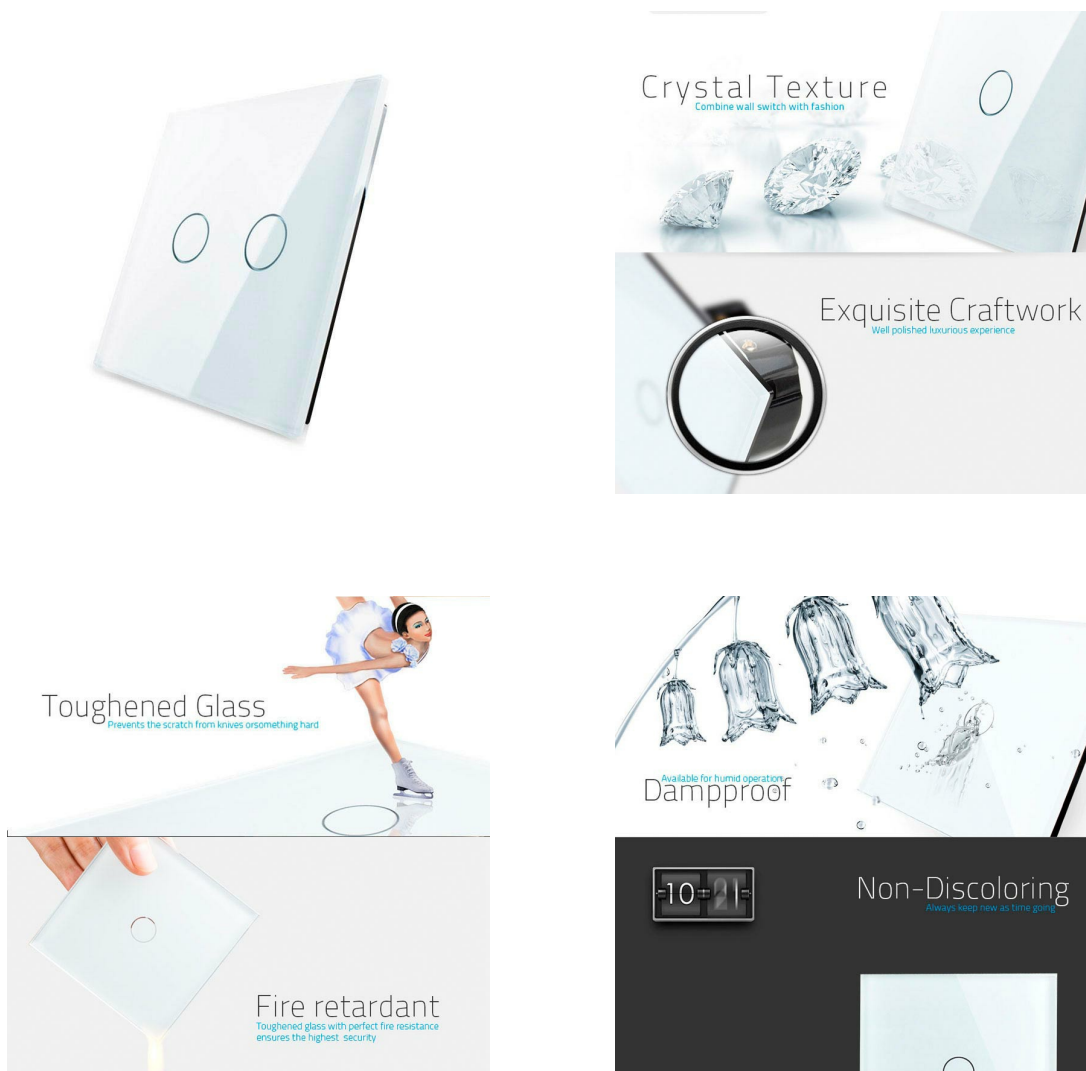 Crystal Texture
Combine wall switch with fashion
Exquisite Craftwork
Well polished luxurious experience
Toughened Glass
Prevents the scratch from knives orsomething hard
Available for humid operation
Dampproof
10 21
Non-Discoloring
Always keep new as time going
Fire retardant
Toughened glass with perfect fire resistance
ensures the highest security